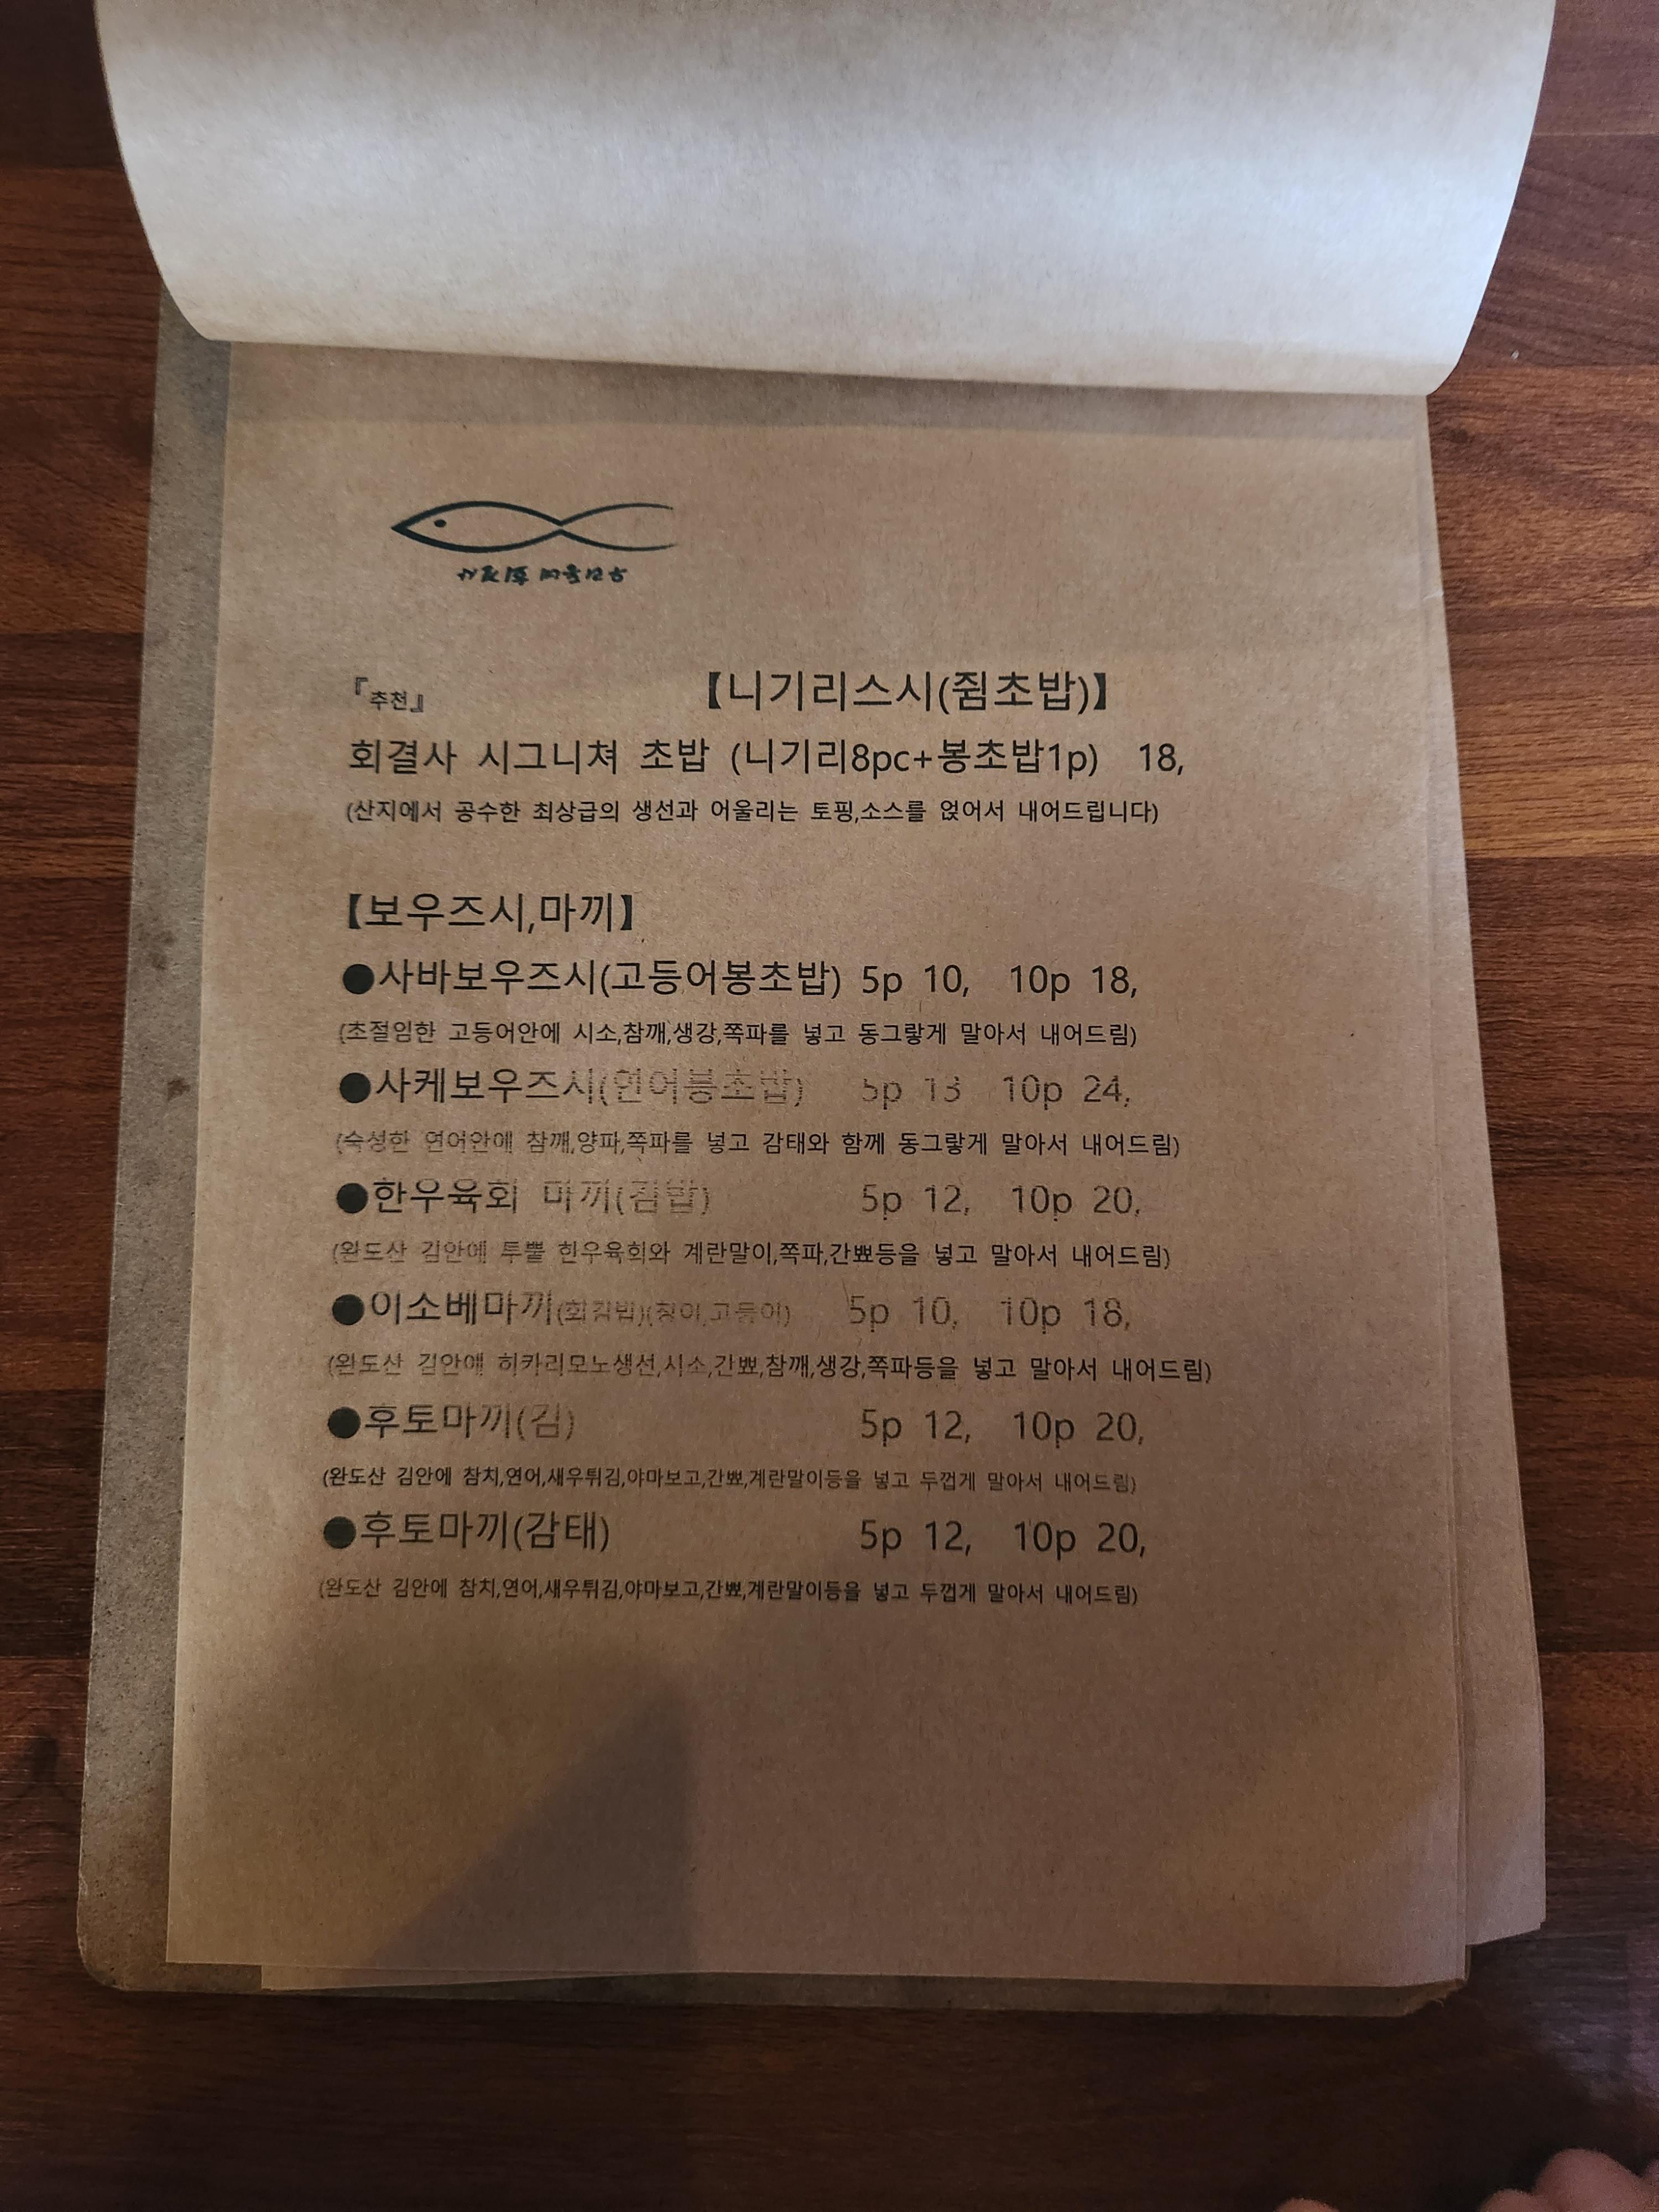 『추천』 【니기리스시(쥠초밥)】
회결사 시그니쳐 초밥 (니기리8pc+봉초밥1p) 18,
(산지에서 공수한 최상급의 생선과 어울리는 토핑,소스를 얹어서 내어드립니다)
【보우즈시,마끼】
●사바보우즈시(고등어봉초밥) 5p 10, 10p 18,
(초절임한 고등어안에 시소,참깨,생강,쪽파를 넣고 동그랗게 말아서 내어드림)
●사케보우즈시(연어봉초밥) 5p 13 10p 24,
(숙성한 연어안에 참깨,양파,쪽파를 넣고 감태와 함께 동그랗게 말아서 내어드림)
●한우육회 마끼(김밥) 5p 12, 10p 20,
(완도산 김안에 투뿔 한우육회와 계란말이,쪽파,간뾰등을 넣고 말아서 내어드림)
●이소베마끼(회김밥)(청어,고등어) 5p 10, 10p 18,
(완도산 김안에 히카리모노생선,시소,간뾰,참깨,생강,쪽파등을 넣고 말아서 내어드림)
●후토마끼(김) 5p 12, 10p 20,
(완도산 김안에 참치,연어,새우튀김,야마보고,간뾰,계란말이등을 넣고 두껍게 말아서 내어드림)
●후토마끼(감태) 5p 12, 10p 20,
(완도산 김안에 참치,연어,새우튀김,야마보고,간뾰,계란말이등을 넣고 두껍게 말아서 내어드림)